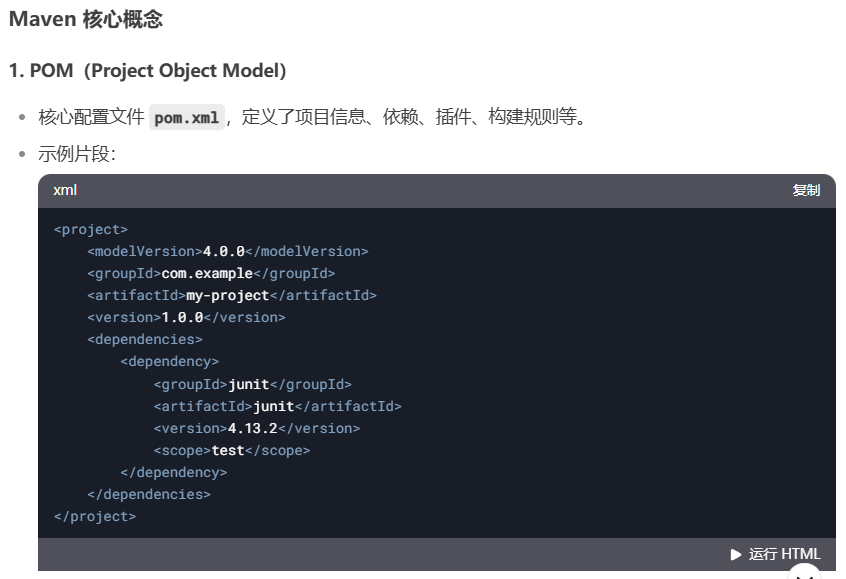 Maven 核心概念
1. POM（Project Object Model）
核心配置文件 pom.xml，定义了项目信息、依赖、插件、构建规则等。
示例片段：
xml 复制
<project>
    <modelVersion>4.0.0</modelVersion>
    <groupId>com.example</groupId>
    <artifactId>my-project</artifactId>
    <version>1.0.0</version>
    <dependencies>
        <dependency>
            <groupId>junit</groupId>
            <artifactId>junit</artifactId>
            <version>4.13.2</version>
            <scope>test</scope>
        </dependency>
    </dependencies>
</project>
运行 HTML